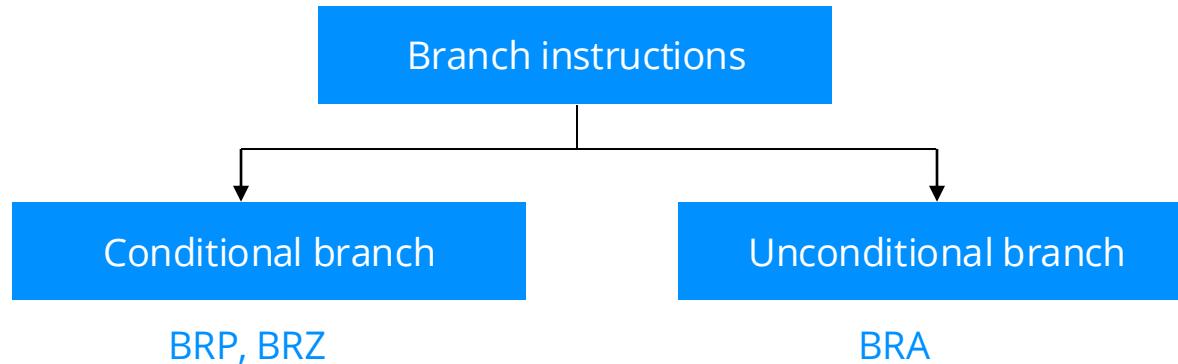 Branch instructions
Conditional branch
Unconditional branch
BRP, BRZ
BRA